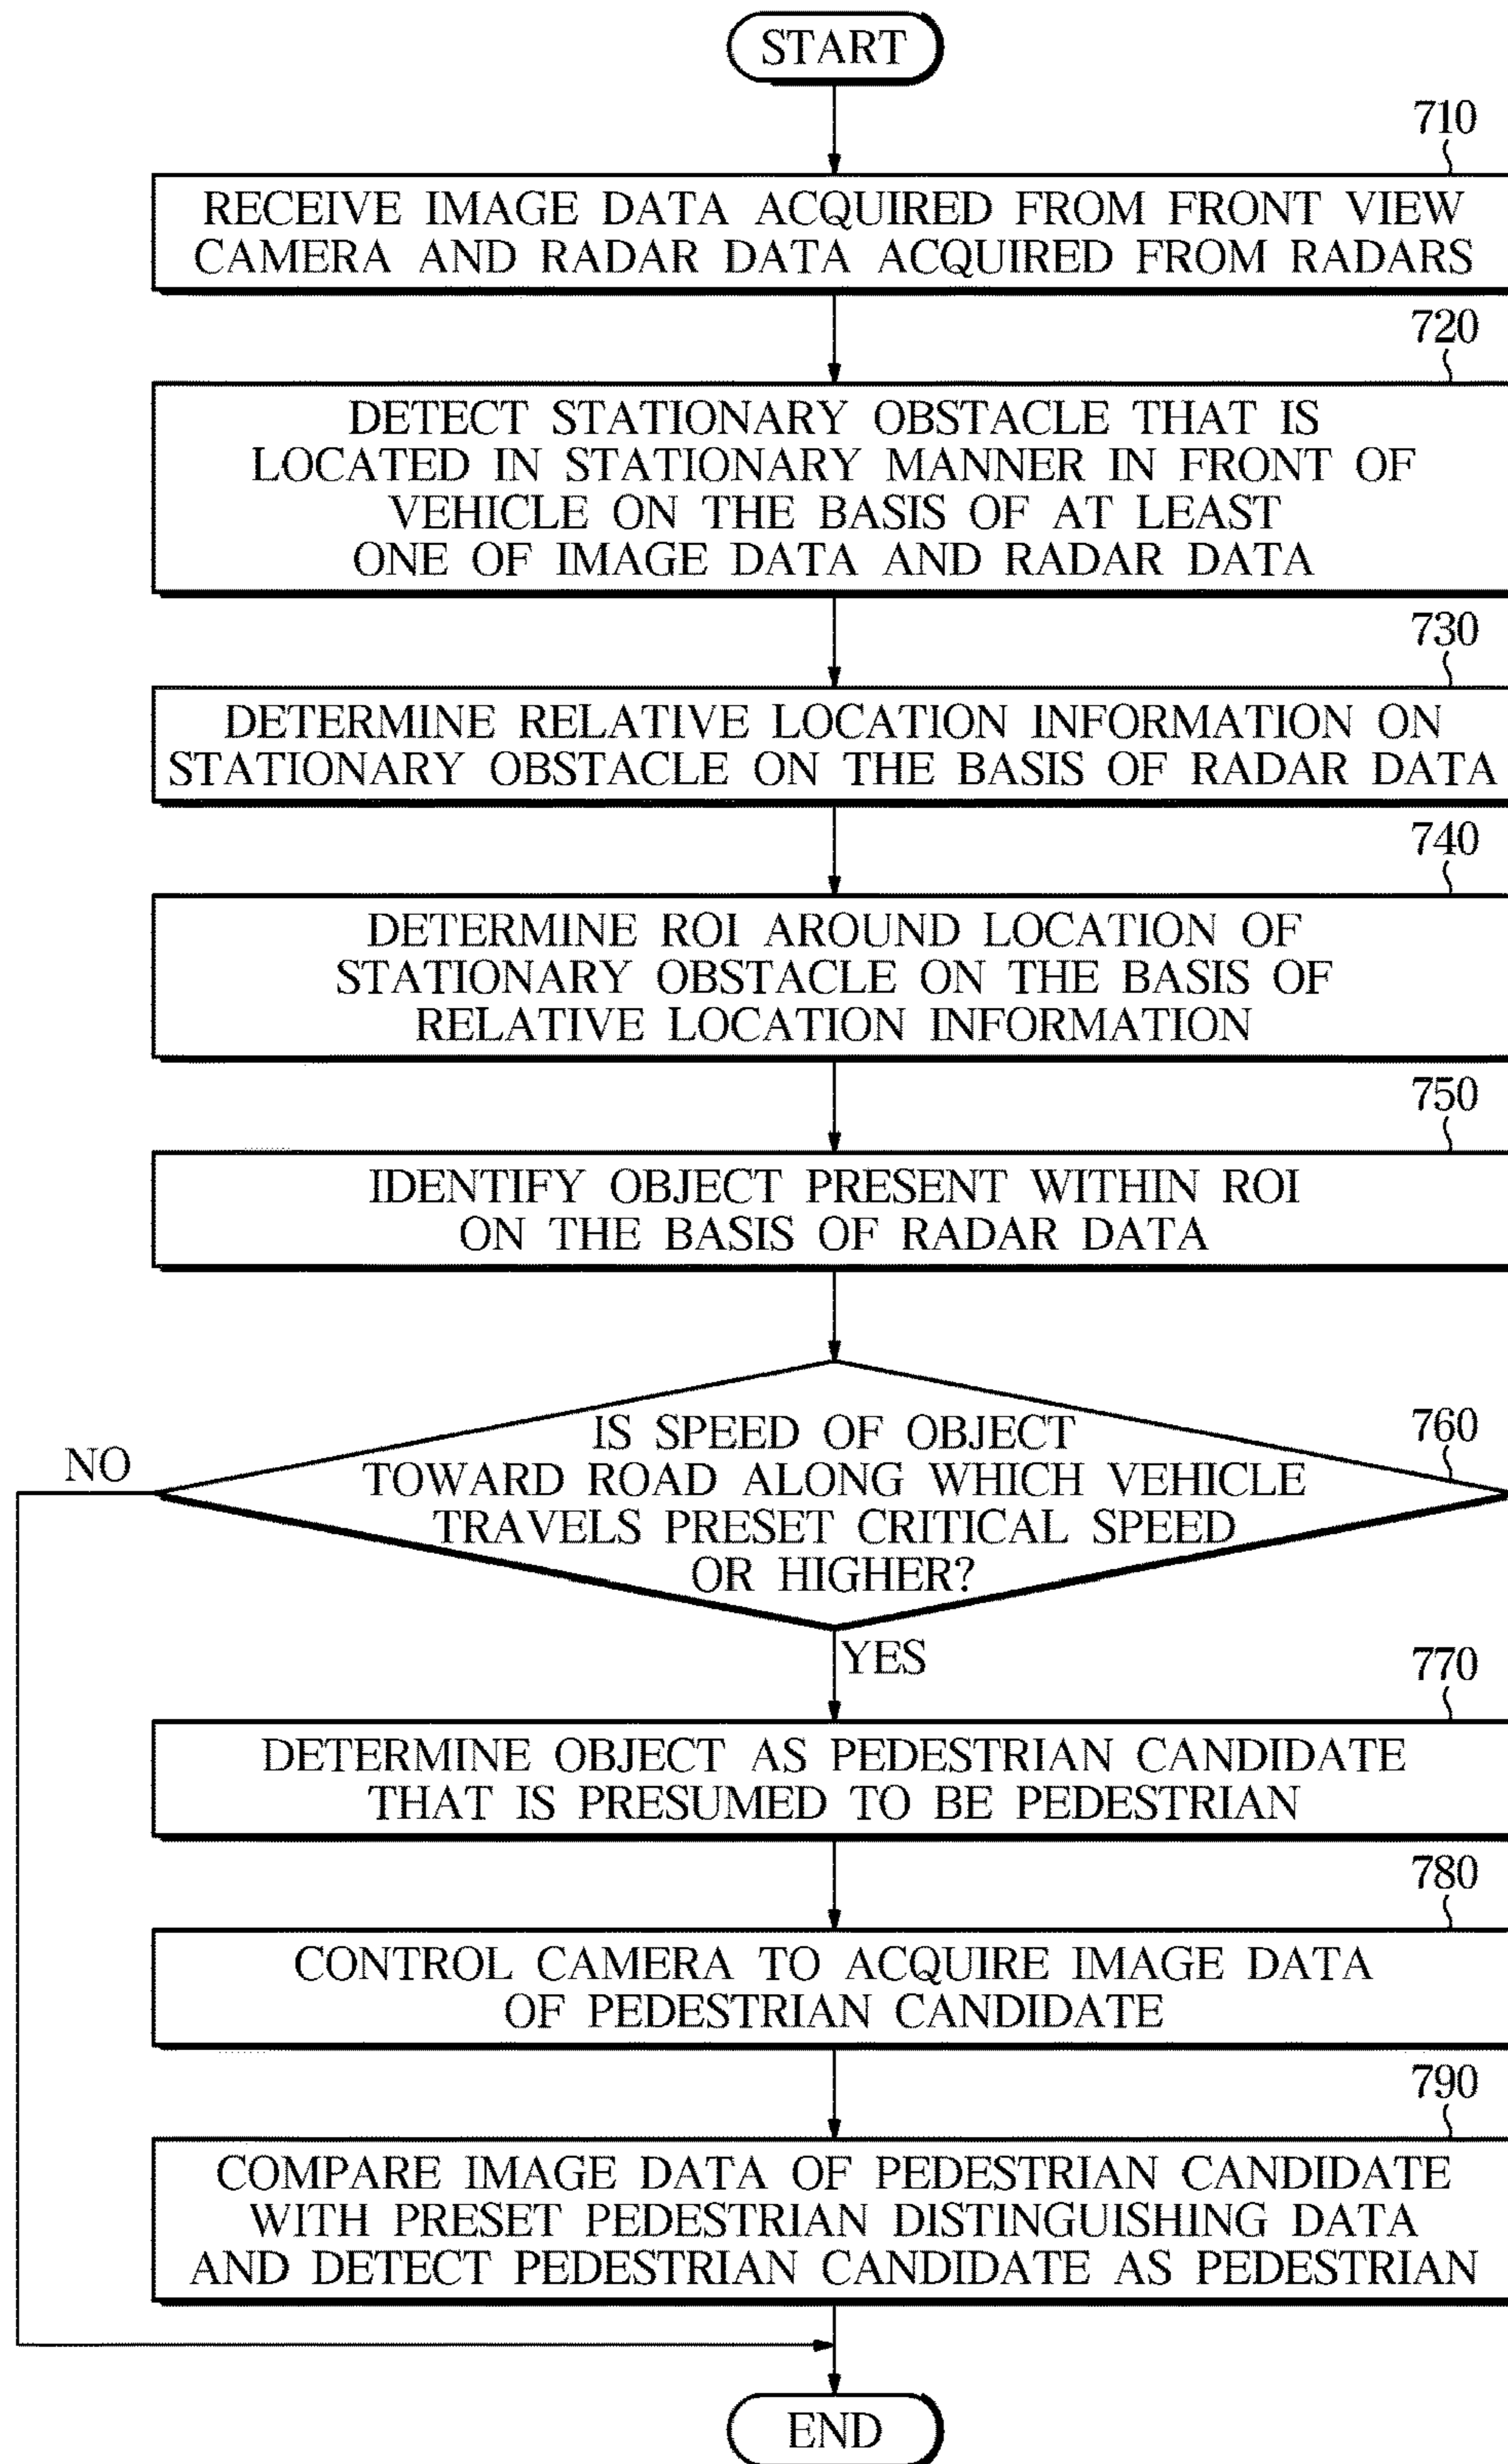 START
710
RECEIVE IMAGE DATA ACQUIRED FROM FRONT VIEW
CAMERA AND RADAR DATA ACQUIRED FROM RADARS
720
DETECT STATIONARY OBSTACLE THAT IS
LOCATED IN STATIONARY MANNER IN FRONT OF
VEHICLE ON THE BASIS OF AT LEAST
ONE OF IMAGE DATA AND RADAR DATA
730
DETERMINE RELATIVE LOCATION INFORMATION ON
STATIONARY OBSTACLE ON THE BASIS OF RADAR DATA
740
DETERMINE ROI AROUND LOCATION OF
STATIONARY OBSTACLE ON THE BASIS OF
RELATIVE LOCATION INFORMATION
750
IDENTIFY OBJECT PRESENT WITHIN ROI
ON THE BASIS OF RADAR DATA
760
NO
IS SPEED OF OBJECT
TOWARD ROAD ALONG WHICH VEHICLE
TRAVELS PRESET CRITICAL SPEED
OR HIGHER?
YES
770
DETERMINE OBJECT AS PEDESTRIAN CANDIDATE
THAT IS PRESUMED TO BE PEDESTRIAN
780
CONTROL CAMERA TO ACQUIRE IMAGE DATA
OF PEDESTRIAN CANDIDATE
790
COMPARE IMAGE DATA OF PEDESTRIAN CANDIDATE
WITH PRESET PEDESTRIAN DISTINGUISHING DATA
AND DETECT PEDESTRIAN CANDIDATE AS PEDESTRIAN
END